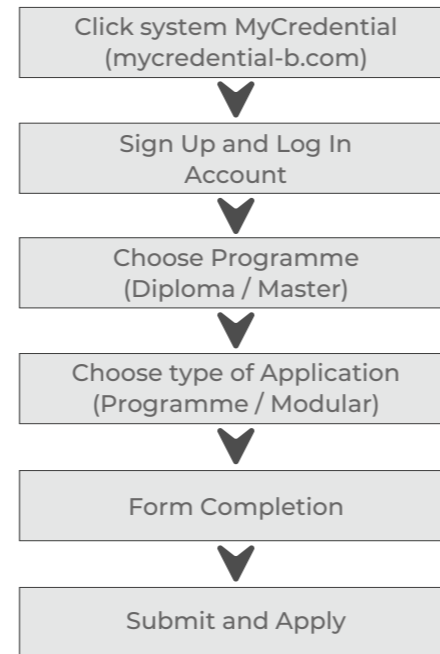 Click system MyCredential
(mycredential-b.com)
Sign Up and Log In
Account
Choose Programme
(Diploma / Master)
Choose type of Application
(Programme / Modular)
Form Completion
Submit and Apply